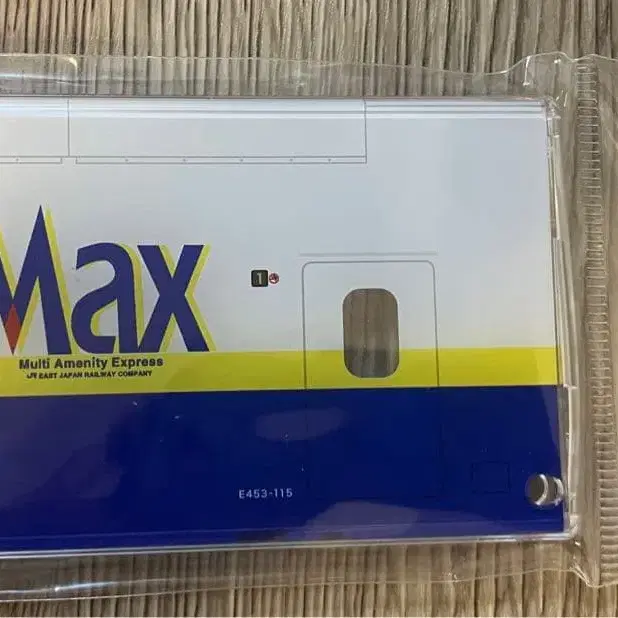 Max
1
Multi Amenity Express
JR EAST JAPAN RAILWAY COMPANY
E453-115